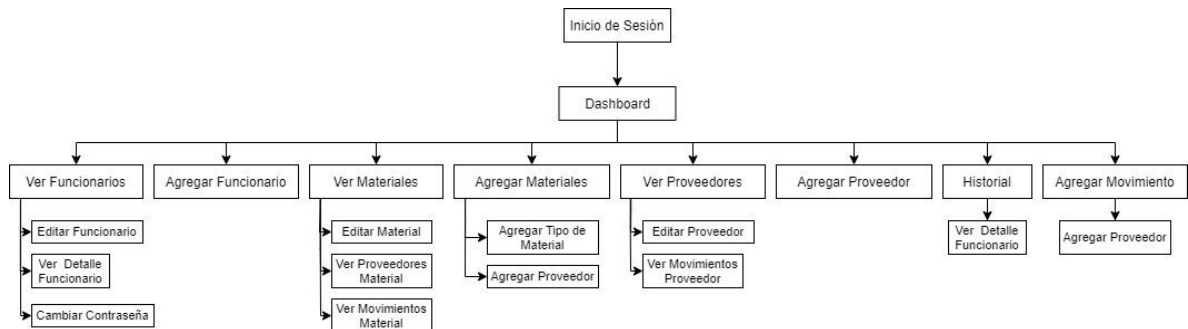 Inicio de Sesión
Dashboard
Ver Funcionarios
Agregar Funcionario
Ver Materiales
Agregar Materiales
Ver Proveedores
Agregar Proveedor
Historial
Agregar Movimiento
Editar Funcionario
Ver Detalle
Funcionario
Cambiar Contraseña
Editar Material
Ver Proveedores
Material
Ver Movimientos
Material
Agregar Tipo de
Material
Agregar Proveedor
Editar Proveedor
Ver Movimientos
Proveedor
Ver Detalle
Funcionario
Agregar Proveedor